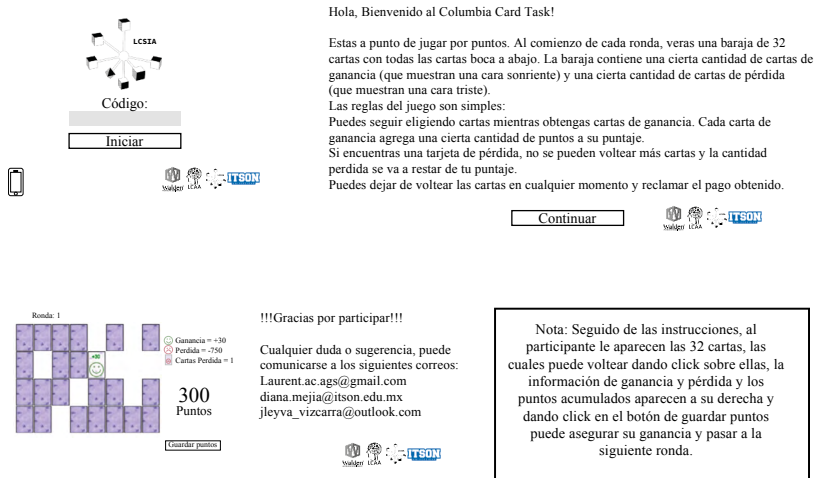 LCSIA
Código:
Iniciar
Walden LCAA ITSON
Hola, Bienvenido al Columbia Card Task!
Estas a punto de jugar por puntos. Al comienzo de cada ronda, veras una baraja de 32
cartas con todas las cartas boca a abajo. La baraja contiene una cierta cantidad de cartas de
ganancia (que muestran una cara sonriente) y una cierta cantidad de cartas de pérdida
(que muestran una cara triste).
Las reglas del juego son simples:
Puedes seguir eligiendo cartas mientras obtengas cartas de ganancia. Cada carta de
ganancia agrega una cierta cantidad de puntos a su puntaje.
Si encuentras una tarjeta de pérdida, no se pueden voltear más cartas y la cantidad
perdida se va a restar de tu puntaje.
Puedes dejar de voltear las cartas en cualquier momento y reclamar el pago obtenido.
Continuar
Walden LCAA ITSON
Ronda: 1
+30
Ganancia = +30
Perdida = -750
Cartas Perdida = 1
300
Puntos
Guardar puntos
!!!Gracias por participar!!!
Cualquier duda o sugerencia, puede
comunicarse a los siguientes correos:
Laurent.ac.ags@gmail.com
diana.mejia@itson.edu.mx
jleyva_vizcarra@outlook.com
Walden LCAA ITSON
Nota: Seguido de las instrucciones, al
participante le aparecen las 32 cartas, las
cuales puede voltear dando click sobre ellas, la
información de ganancia y pérdida y los
puntos acumulados aparecen a su derecha y
dando click en el botón de guardar puntos
puede asegurar su ganancia y pasar a la
siguiente ronda.